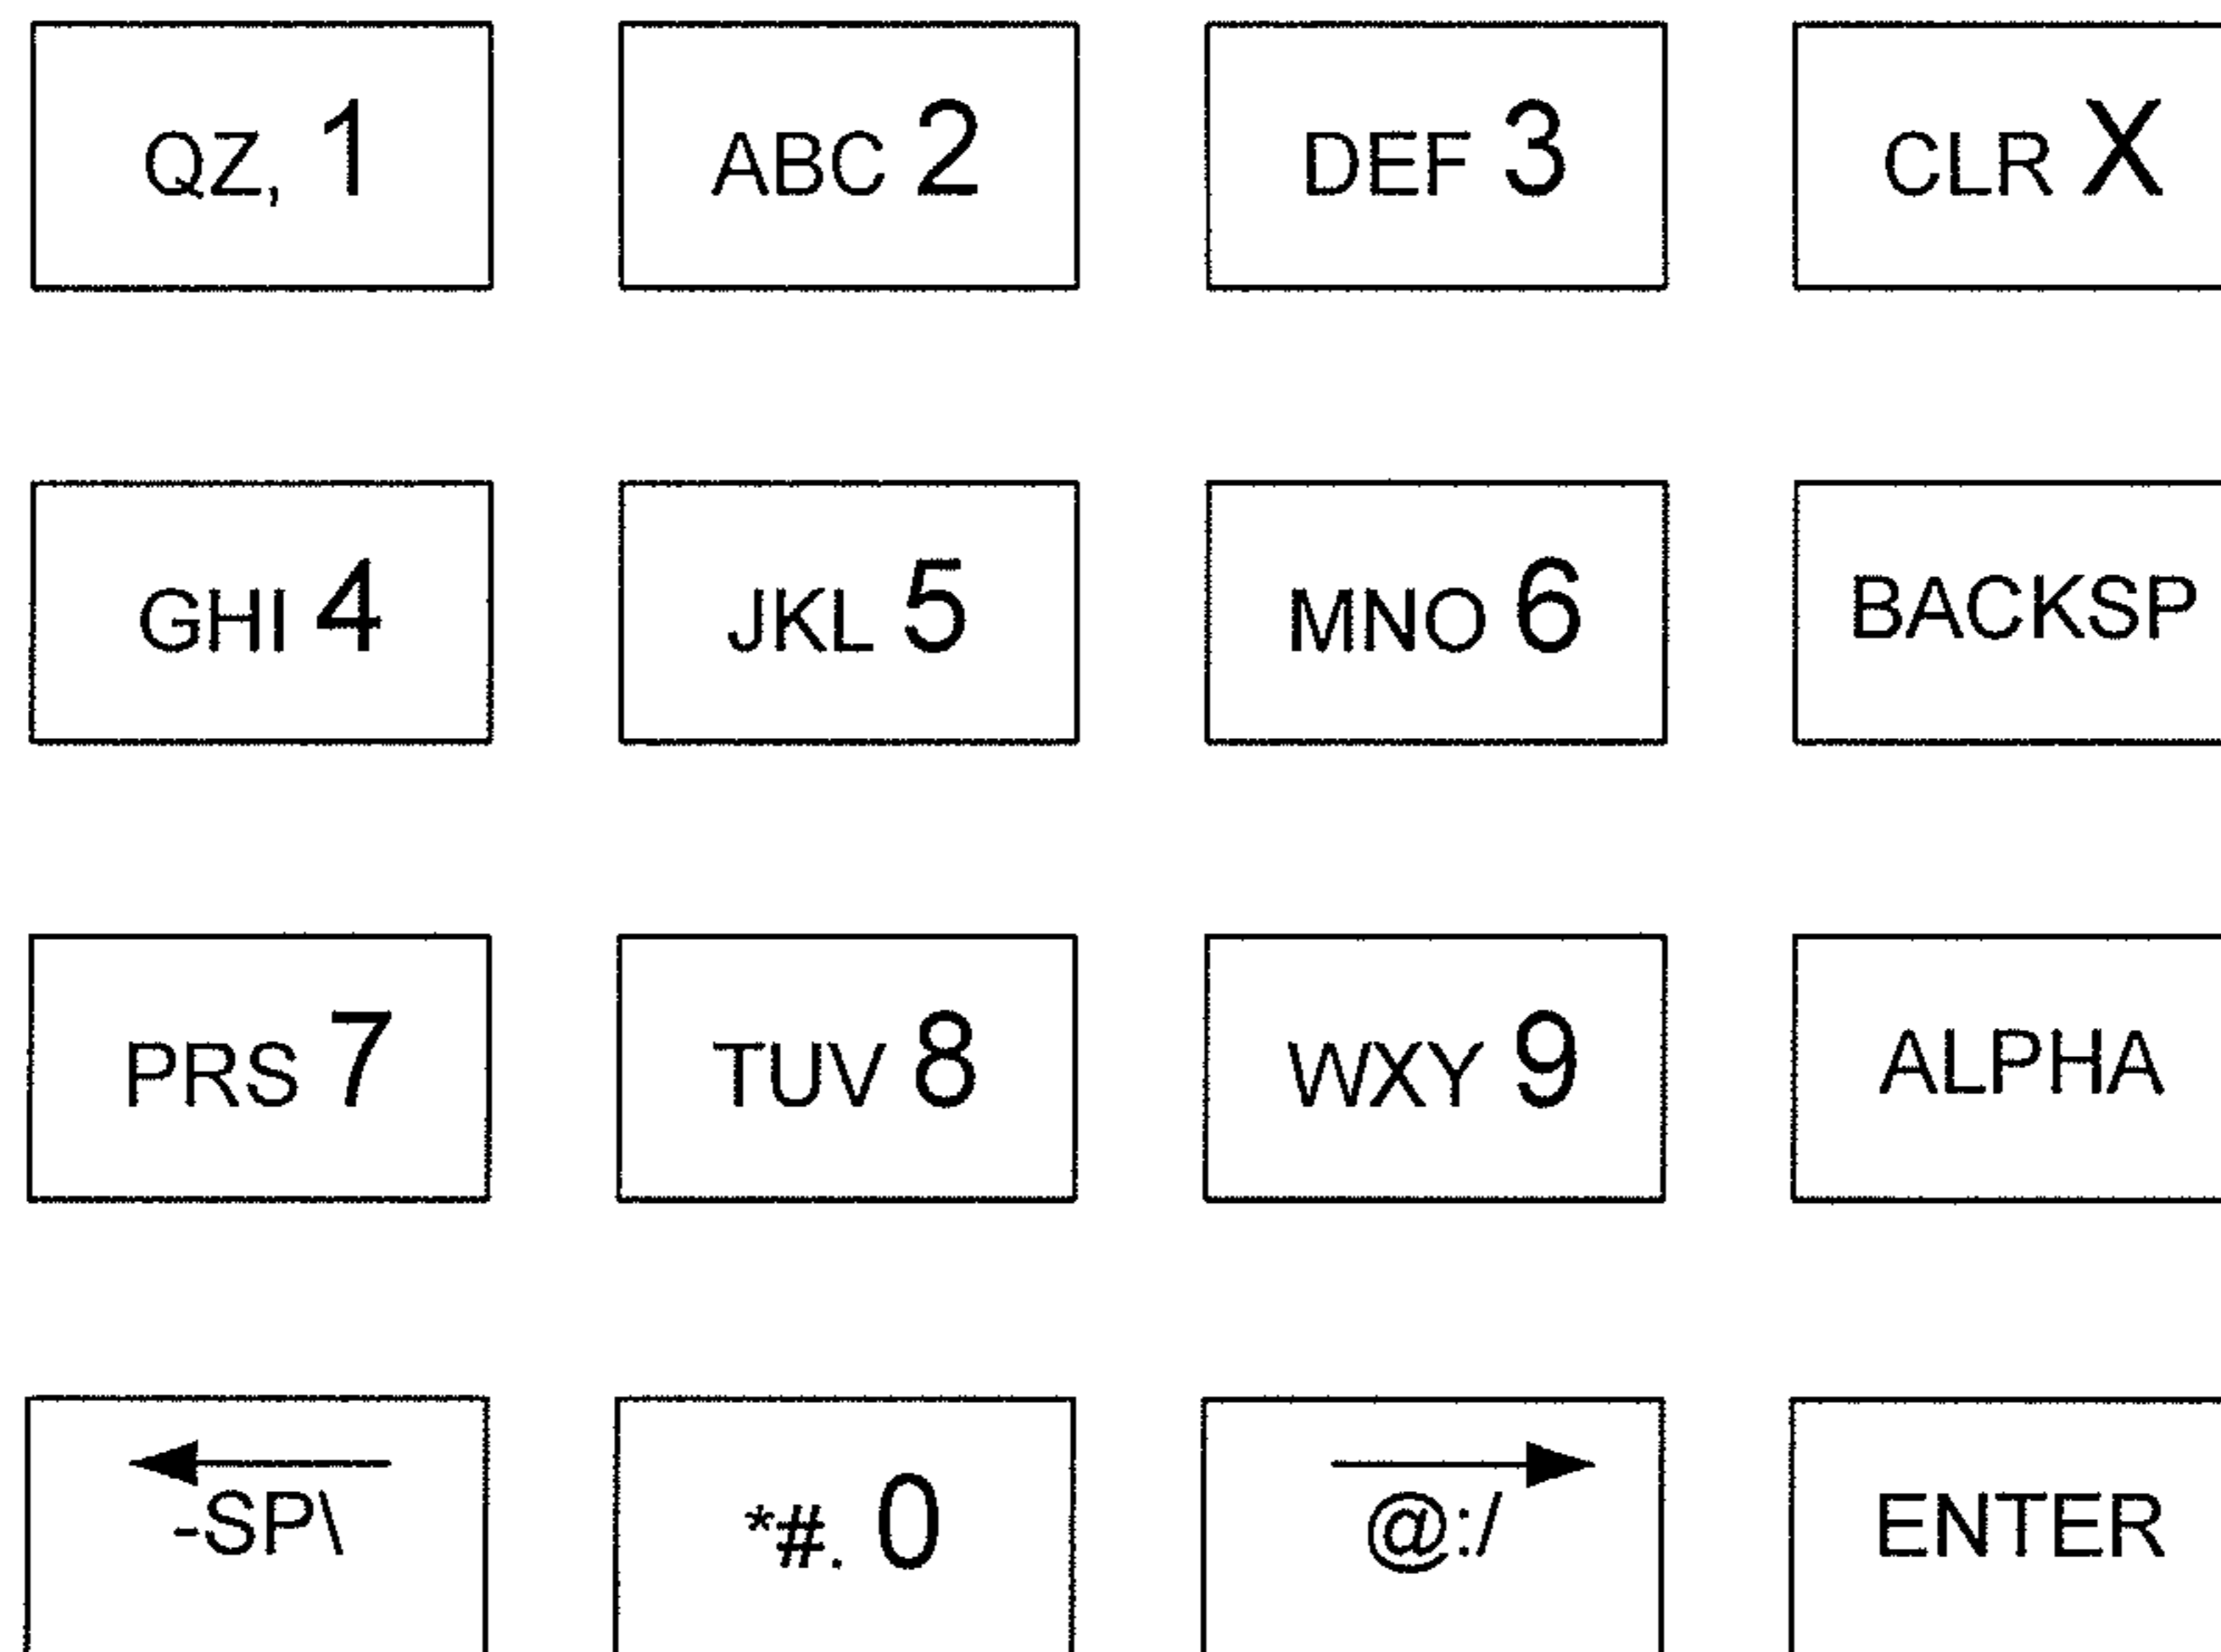 QZ, 1
ABC 2
DEF 3
CLR X
GHI 4
JKL 5
MNO 6
BACKSP
PRS 7
TUV 8
WXY 9
ALPHA
-SP\
*#. 0
@:/
ENTER